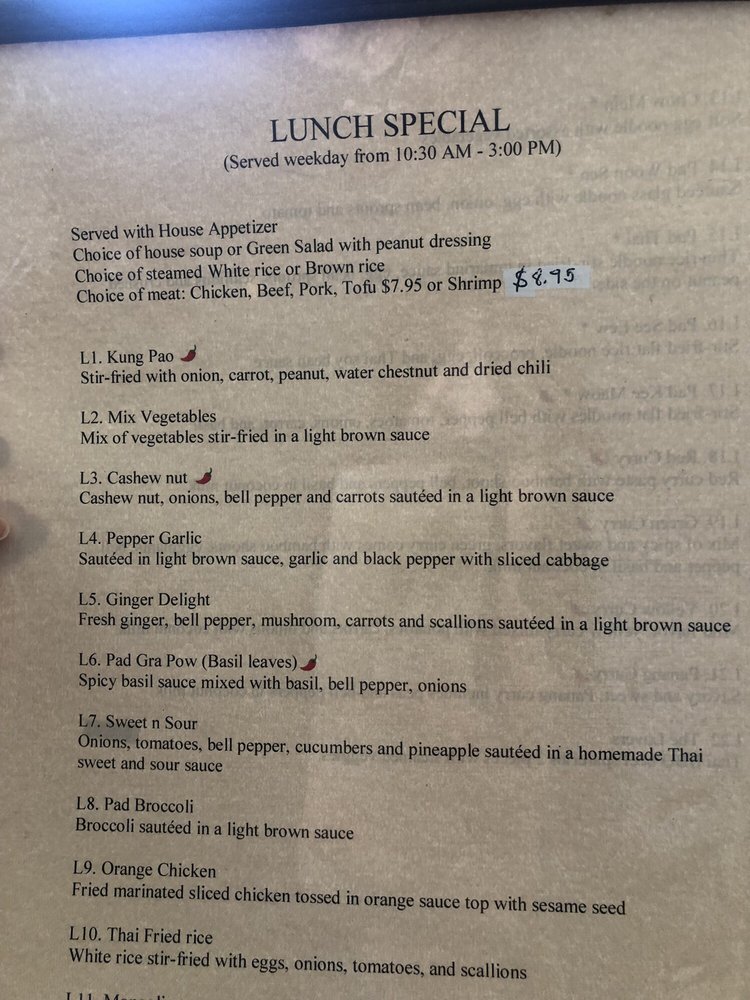 LUNCH SPECIAL
(Served weekday from 10:30 AM - 3:00 PM)
Served with House Appetizer
Choice of house soup or Green Salad with peanut dressing
Choice of steamed White rice or Brown rice
Choice of meat: Chicken, Beef, Pork, Tofu $7.95 or Shrimp $8.95
L1. Kung Pao
Stir-fried with onion, carrot, peanut, water chestnut and dried chili
L2. Mix Vegetables
Mix of vegetables stir-fried in a light brown sauce
L3. Cashew nut
Cashew nut, onions, bell pepper and carrots sautéed in a light brown sauce
L4. Pepper Garlic
Sautéed in light brown sauce, garlic and black pepper with sliced cabbage
L5. Ginger Delight
Fresh ginger, bell pepper, mushroom, carrots and scallions sautéed in a light brown sauce
L6. Pad Gra Pow (Basil leaves)
Spicy basil sauce mixed with basil, bell pepper, onions
L7. Sweet n Sour
Onions, tomatoes, bell pepper, cucumbers and pineapple sautéed in a homemade Thai
sweet and sour sauce
L8. Pad Broccoli
Broccoli sautéed in a light brown sauce
L9. Orange Chicken
Fried marinated sliced chicken tossed in orange sauce top with sesame seed
L10. Thai Fried rice
White rice stir-fried with eggs, onions, tomatoes, and scallions